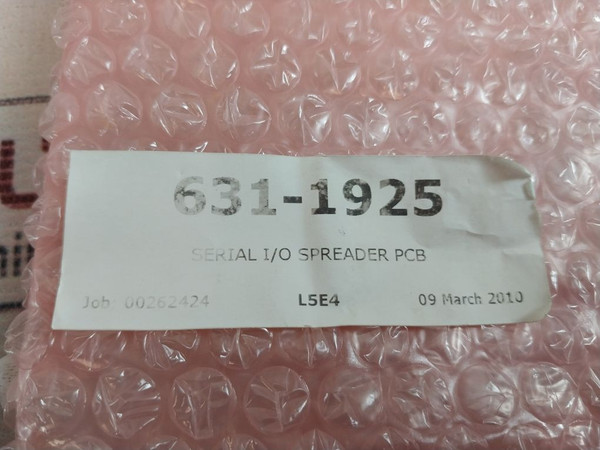 631-1925
SERIAL I/O SPREADER PCB
Job: 00262424 L5E4 09 March 2010